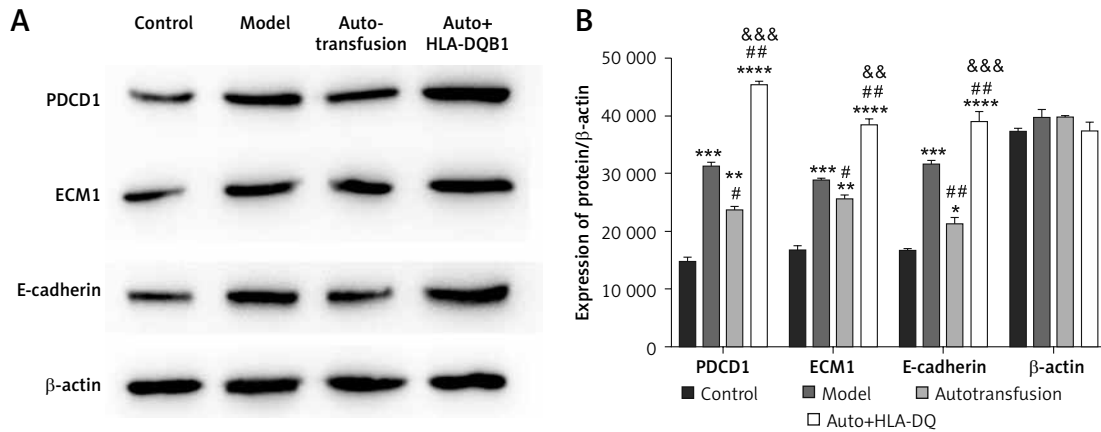 A
Control Model Auto- Auto+
transfusion HLA-DQB1
PDCD1
ECM1
E-cadherin
β-actin
B
Expression of protein/β-actin
50 000
40 000
30 000
20 000
10 000
0
***
**
#
&&&
##
****
***
#
**
&&
##
****
***
##
*
&&&
##
****
PDCD1 ECM1 E-cadherin β-actin
Control Model Autotransfusion
Auto+HLA-DQ